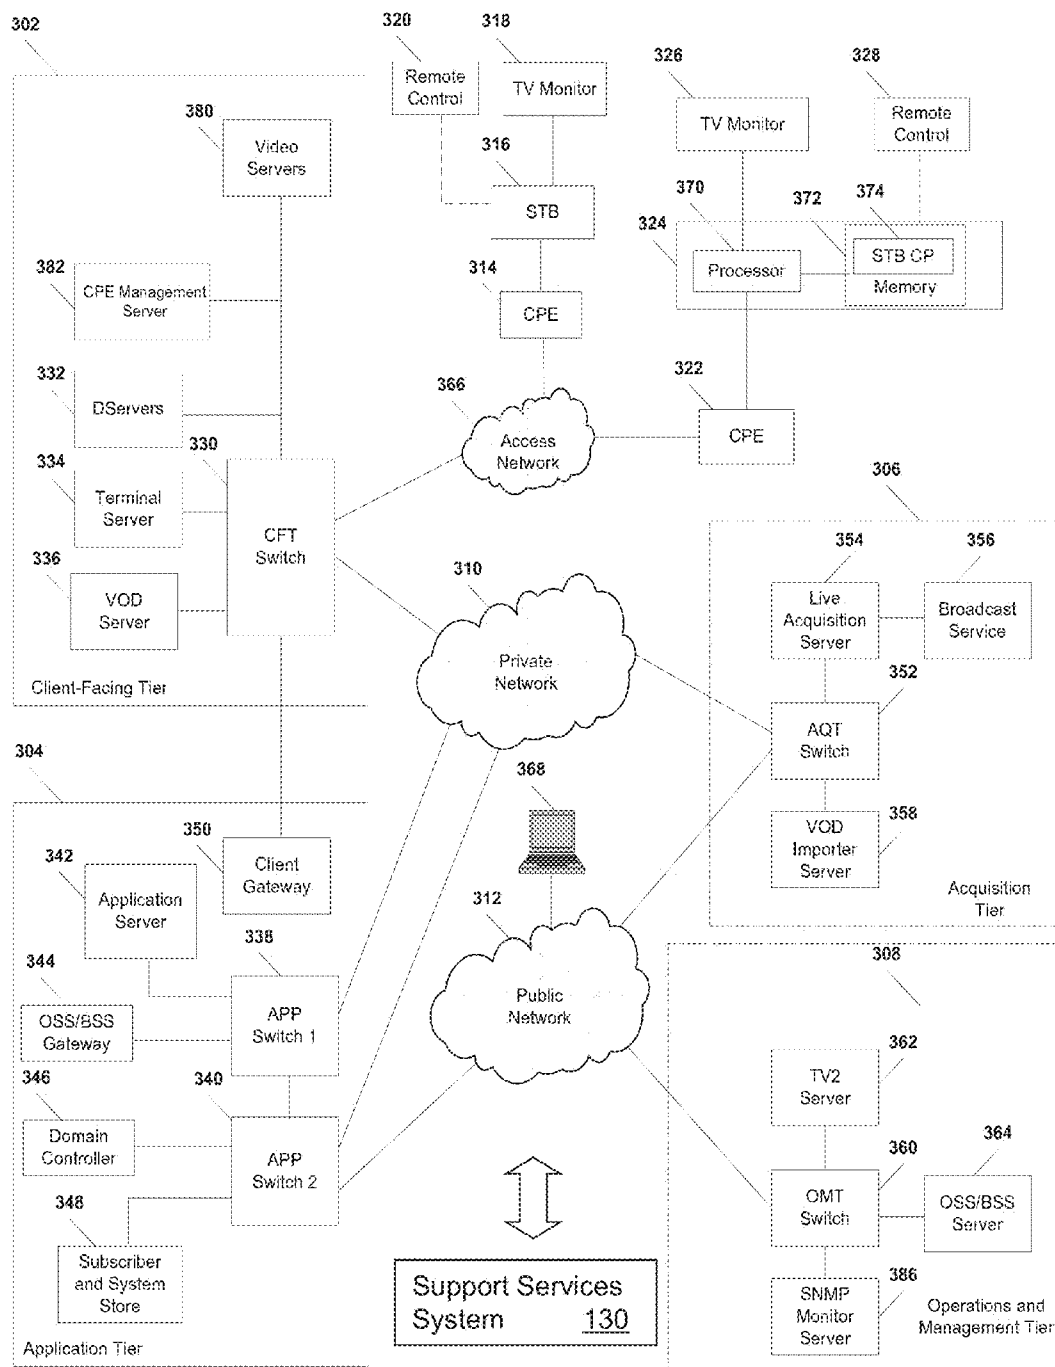 302
320
318
326
328
Remote
Control
TV Monitor
TV Monitor
Remote
Control
380
Video
Servers
316
STB
370
372
374
324
Processor
STB CP
Memory
382
CPE Management
Server
314
CPE
332
DServers
366
Access
Network
322
CPE
330
334
Terminal
Server
CFT
Switch
306
336
VOD
Server
310
Private
Network
354
356
Live
Acquisition
Server
Broadcast
Service
Client-Facing Tier
352
AQT
Switch
304
368
350
Client
Gateway
358
VOD
Importer
Server
342
Application
Server
312
Acquisition
Tier
338
344
OSS/BSS
Gateway
APP
Switch 1
Public
Network
308
362
TV2
Server
346
340
Domain
Controller
APP
Switch 2
360
364
OMT
Switch
OSS/BSS
Server
348
Subscriber
and System
Store
Support Services
System 130
386
SNMP
Monitor
Server
Operations and
Management Tier
Application Tier